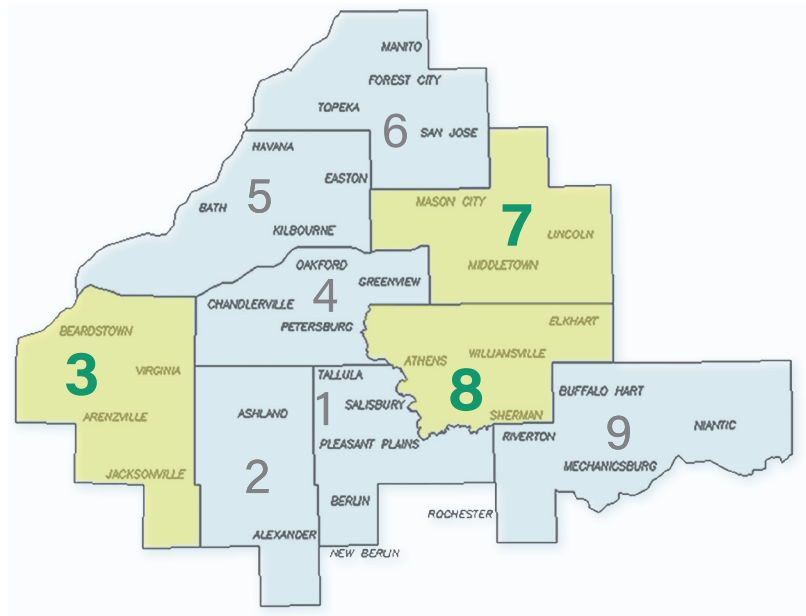 MANITO
FOREST CITY
TOPEKA
6
SAN JOSE
HAVANA
EASTON
5
BATH
KILBOURNE
MASON CITY
7
LINCOLN
MIDDLETOWN
OAKFORD
GREENVIEW
4
CHANDLERVILLE
PETERSBURG
BEARDSTOWN
3
VIRGINIA
ARENZVILLE
JACKSONVILLE
ELKHART
ATHENS
WILLIAMSVILLE
8
SHERMAN
TALLULA
1
SALISBURY
PLEASANT PLAINS
BERLIN
NEW BERLIN
ASHLAND
2
ALEXANDER
BUFFALO HART
9
RIVERTON
NIANTIC
MECHANICSBURG
ROCHESTER